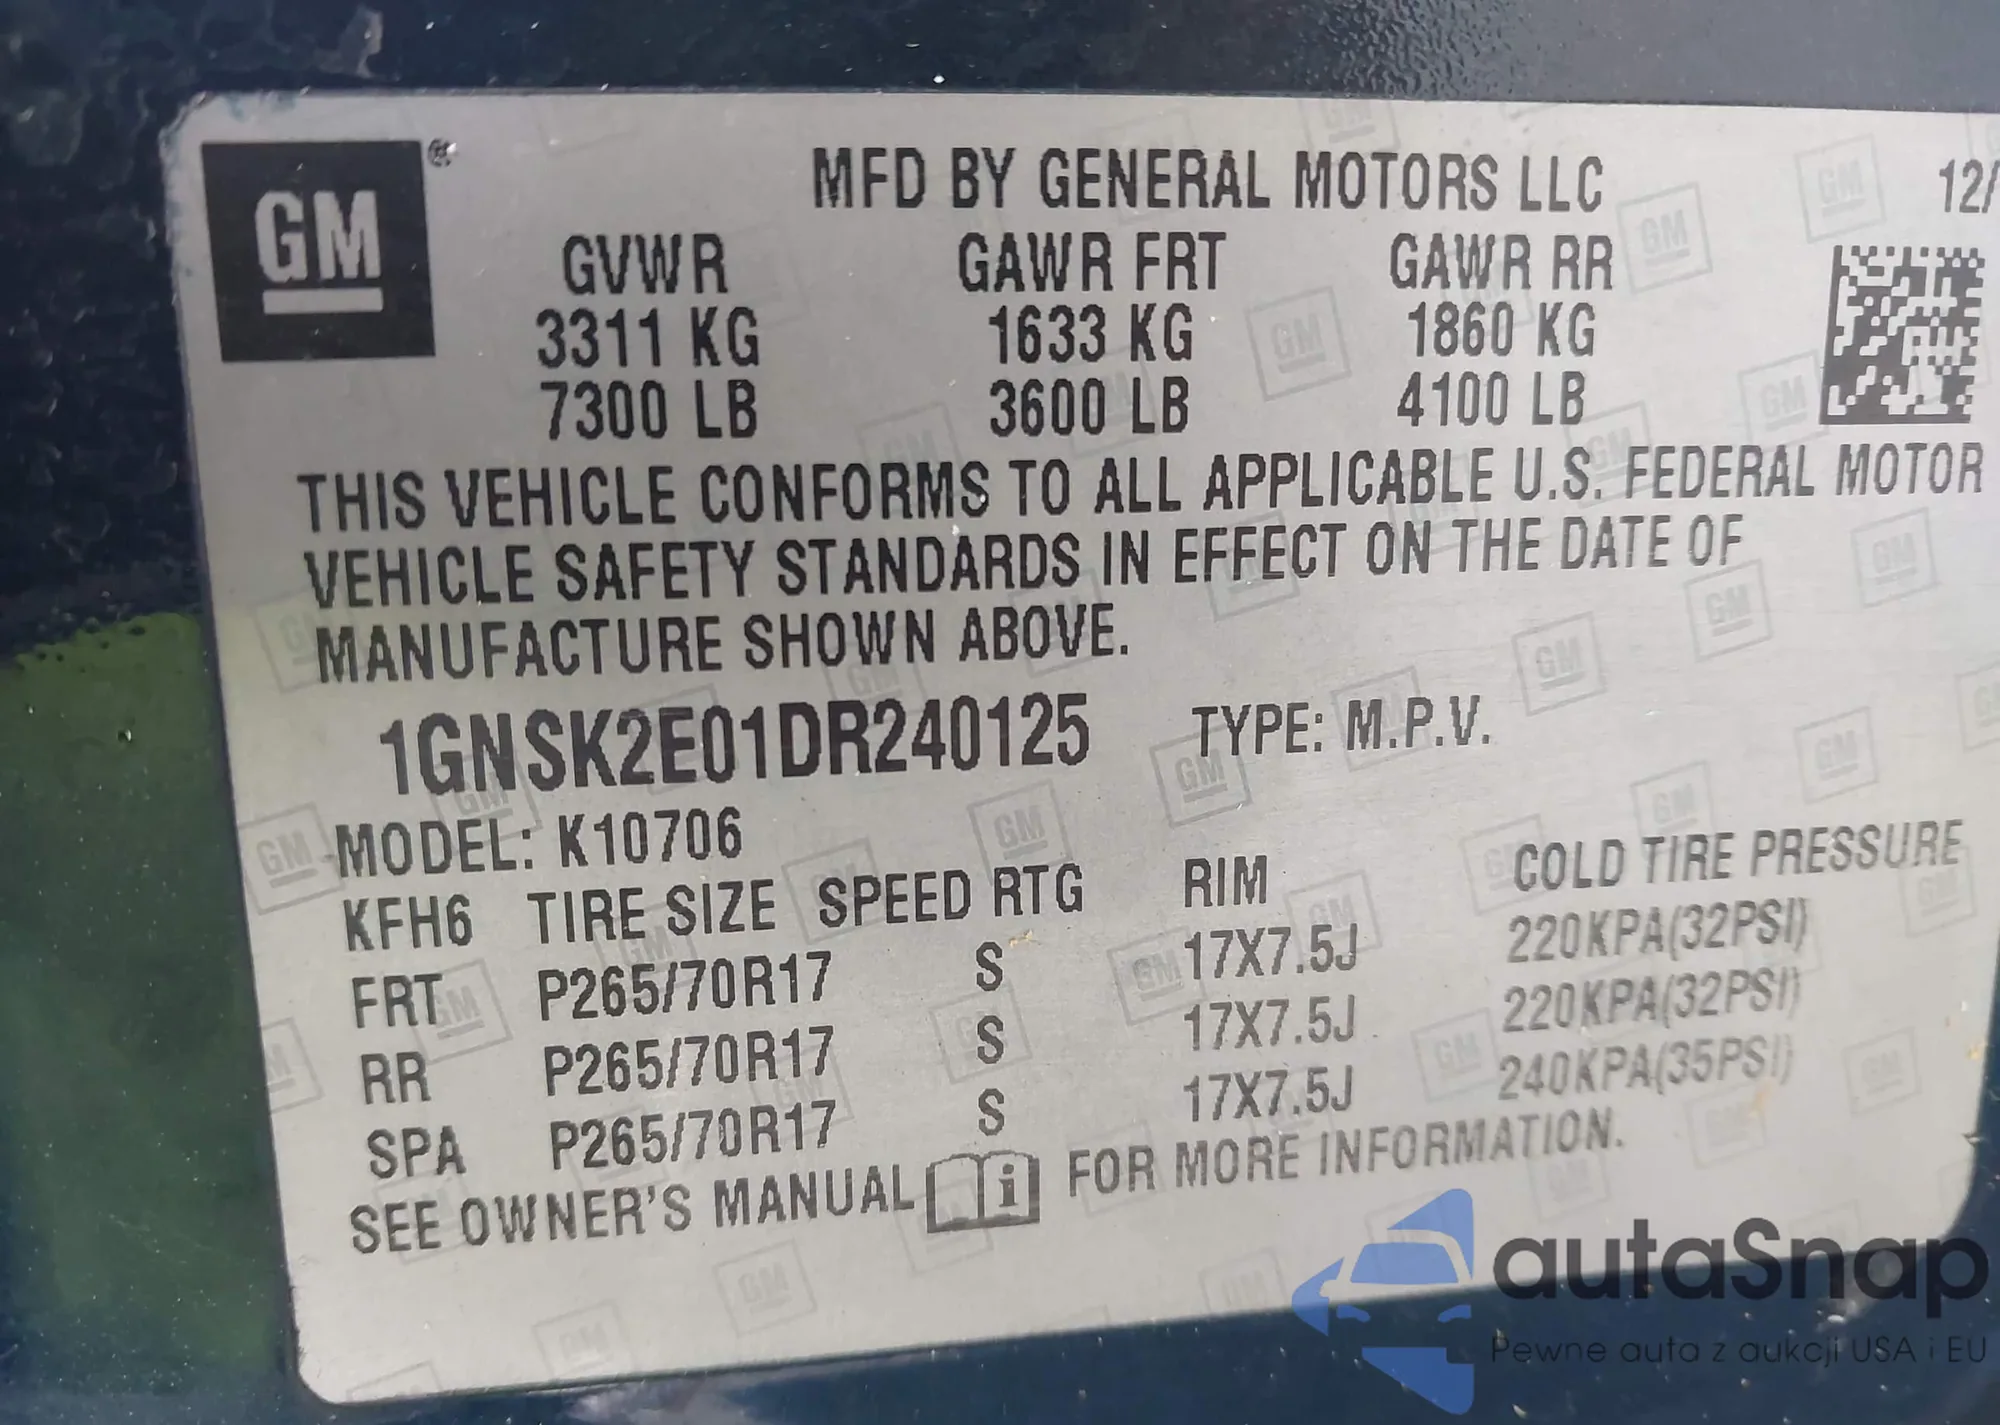 GM®
MFD BY GENERAL MOTORS LLC 12/
GVWR GAWR FRT GAWR RR
3311 KG 1633 KG 1860 KG
7300 LB 3600 LB 4100 LB
THIS VEHICLE CONFORMS TO ALL APPLICABLE U.S. FEDERAL MOTOR
VEHICLE SAFETY STANDARDS IN EFFECT ON THE DATE OF
MANUFACTURE SHOWN ABOVE.
1GNSK2E01DR240125 TYPE: M.P.V.
MODEL: K10706
KFH6 TIRE SIZE SPEED RTG RIM COLD TIRE PRESSURE
FRT P265/70R17 S 17X7.5J 220KPA(32PSI)
RR P265/70R17 S 17X7.5J 220KPA(32PSI)
SPA P265/70R17 S 17X7.5J 240KPA(35PSI)
SEE OWNER'S MANUAL i FOR MORE INFORMATION.
autaSnap
Pewne auta z aukcji USA i EU